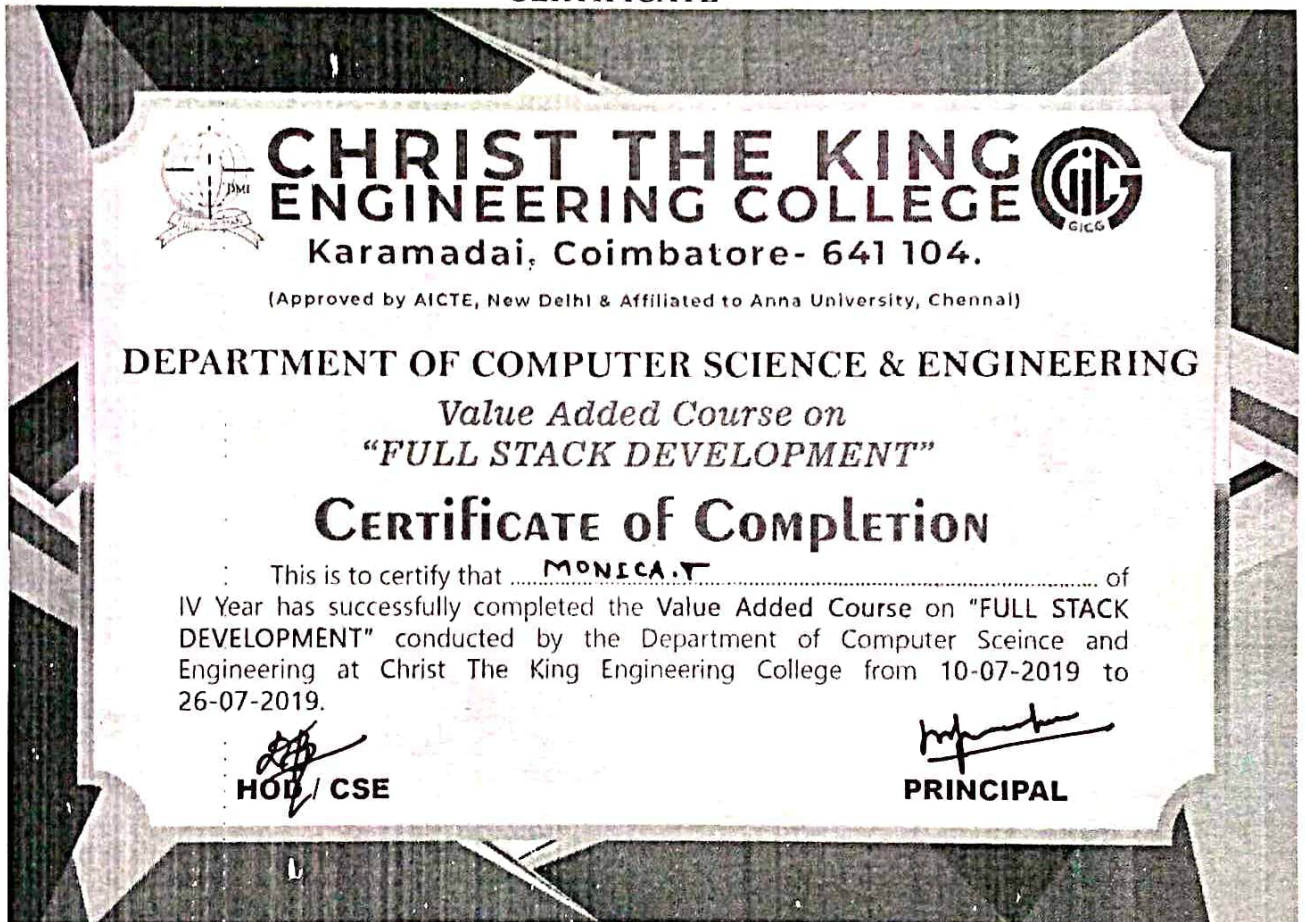 CERTIFICATE
CHRIST THE KING
ENGINEERING COLLEGE
DMI
GICG
Karamadai, Coimbatore- 641 104.
(Approved by AICTE, New Delhi & Affiliated to Anna University, Chennai)
DEPARTMENT OF COMPUTER SCIENCE & ENGINEERING
Value Added Course on
“FULL STACK DEVELOPMENT”
CERTIFICATE OF COMPLETION
This is to certify that MONICA.T of
IV Year has successfully completed the Value Added Course on "FULL STACK
DEVELOPMENT" conducted by the Department of Computer Sceince and
Engineering at Christ The King Engineering College from 10-07-2019 to
26-07-2019.
HOD / CSE
PRINCIPAL